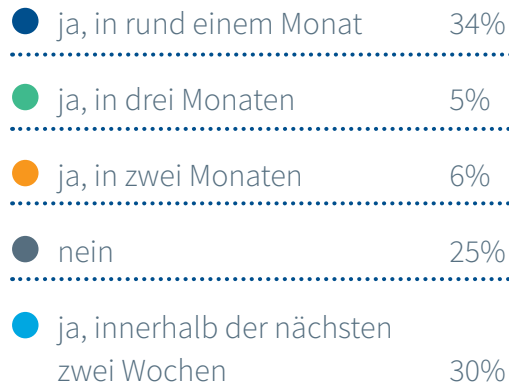 ja, in rund einem Monat 34%
ja, in drei Monaten 5%
ja, in zwei Monaten 6%
nein 25%
ja, innerhalb der nächsten
zwei Wochen 30%